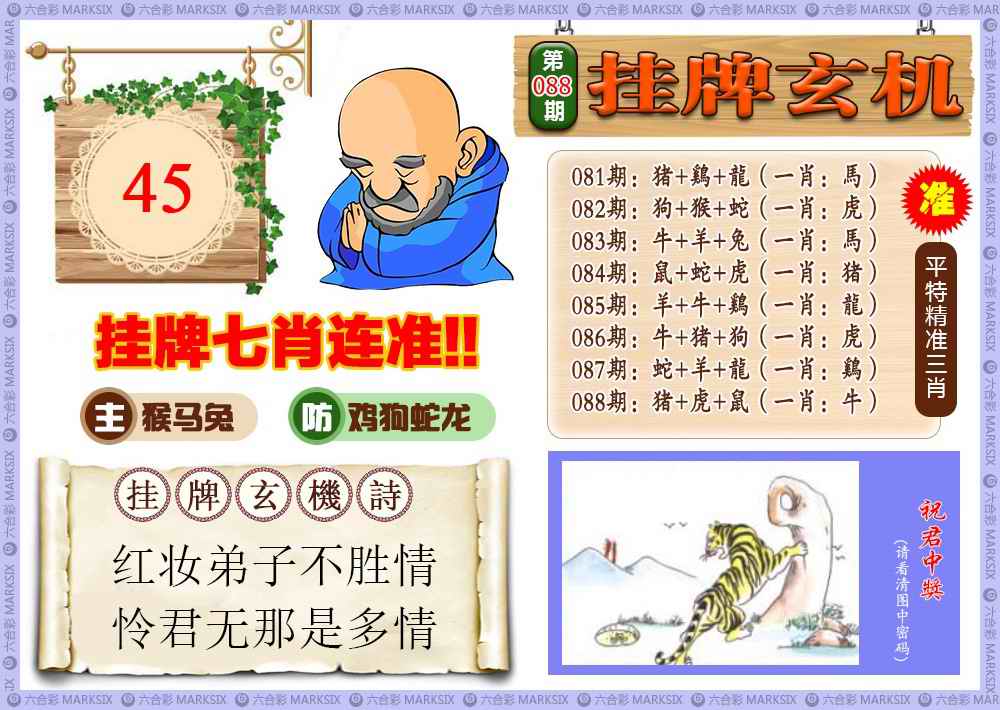 六合彩 MARKSIX
45
第
088
期
挂牌玄机
081期：猪+鷄+龍（一肖：馬）
082期：狗+猴+蛇（一肖：虎）
083期：牛+羊+兔（一肖：馬）
084期：鼠+蛇+虎（一肖：猪）
085期：羊+牛+鷄（一肖：龍）
086期：牛+猪+狗（一肖：虎）
087期：蛇+羊+龍（一肖：鷄）
088期：猪+虎+鼠（一肖：牛）
准
平特精准三肖
挂牌七肖连准!!
主 猴马兔
防 鸡狗蛇龙
挂牌玄機詩
红妆弟子不胜情
怜君无那是多情
祝君中獎
(请看清图中密码)